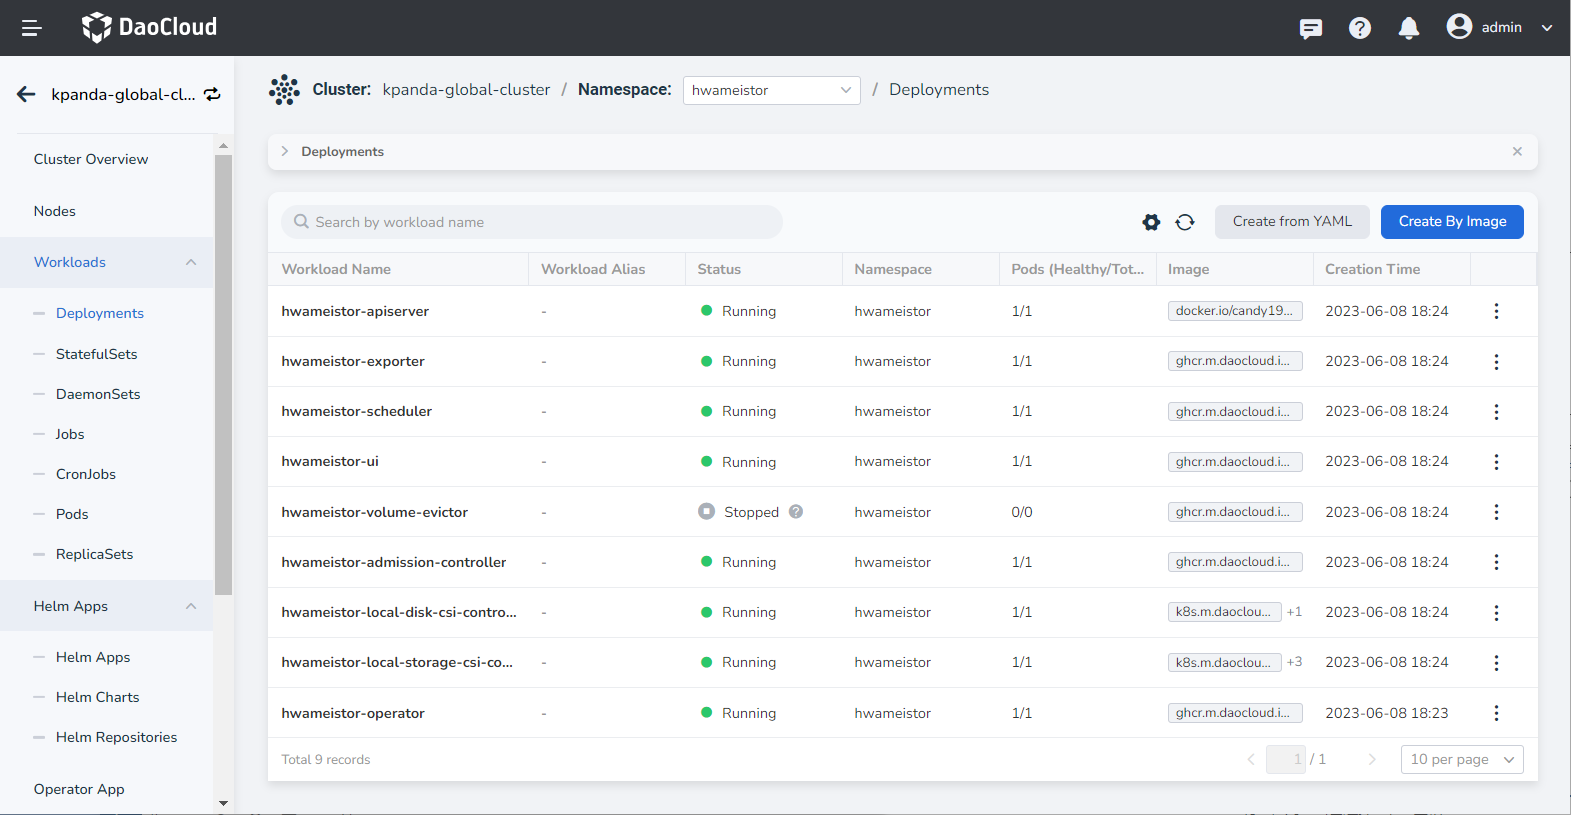 DaoCloud
admin
kpanda-global-cl...
Cluster: kpanda-global-cluster / Namespace: hwameistor / Deployments
Cluster Overview
Nodes
Workloads
Deployments
StatefulSets
DaemonSets
Jobs
CronJobs
Pods
ReplicaSets
Helm Apps
Helm Apps
Helm Charts
Helm Repositories
Operator App
Deployments
Search by workload name
Create from YAML
Create By Image
Workload Name Workload Alias Status Namespace Pods (Healthy/Tot... Image Creation Time
hwameistor-apiserver - Running hwameistor 1/1 docker.io/candy19... 2023-06-08 18:24
hwameistor-exporter - Running hwameistor 1/1 ghcr.m.daocloud.i... 2023-06-08 18:24
hwameistor-scheduler - Running hwameistor 1/1 ghcr.m.daocloud.i... 2023-06-08 18:24
hwameistor-ui - Running hwameistor 1/1 ghcr.m.daocloud.i... 2023-06-08 18:24
hwameistor-volume-evictor - Stopped ? hwameistor 0/0 ghcr.m.daocloud.i... 2023-06-08 18:24
hwameistor-admission-controller - Running hwameistor 1/1 ghcr.m.daocloud.i... 2023-06-08 18:24
hwameistor-local-disk-csi-contro... - Running hwameistor 1/1 k8s.m.daoclou... +1 2023-06-08 18:24
hwameistor-local-storage-csi-co... - Running hwameistor 1/1 k8s.m.daoclou... +3 2023-06-08 18:24
hwameistor-operator - Running hwameistor 1/1 ghcr.m.daocloud.i... 2023-06-08 18:23
Total 9 records
1 / 1
10 per page